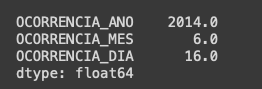 OCORRENCIA_ANO    2014.0
OCORRENCIA_MES       6.0
OCORRENCIA_DIA      16.0
dtype: float64